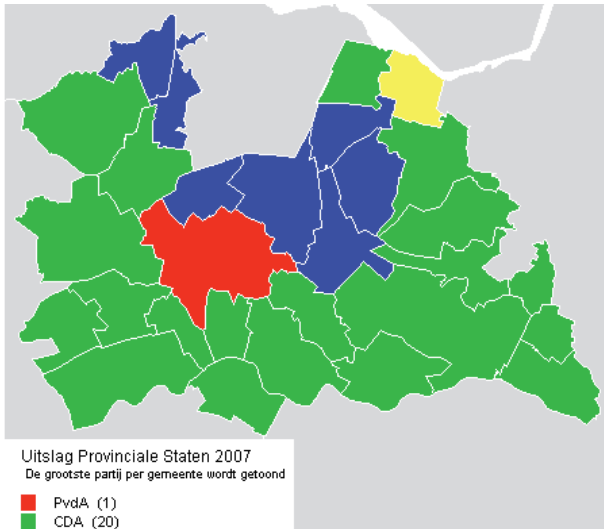 Uitslag Provinciale Staten 2007
De grootste partij per gemeente wordt getoond
PvdA (1)
CDA (20)